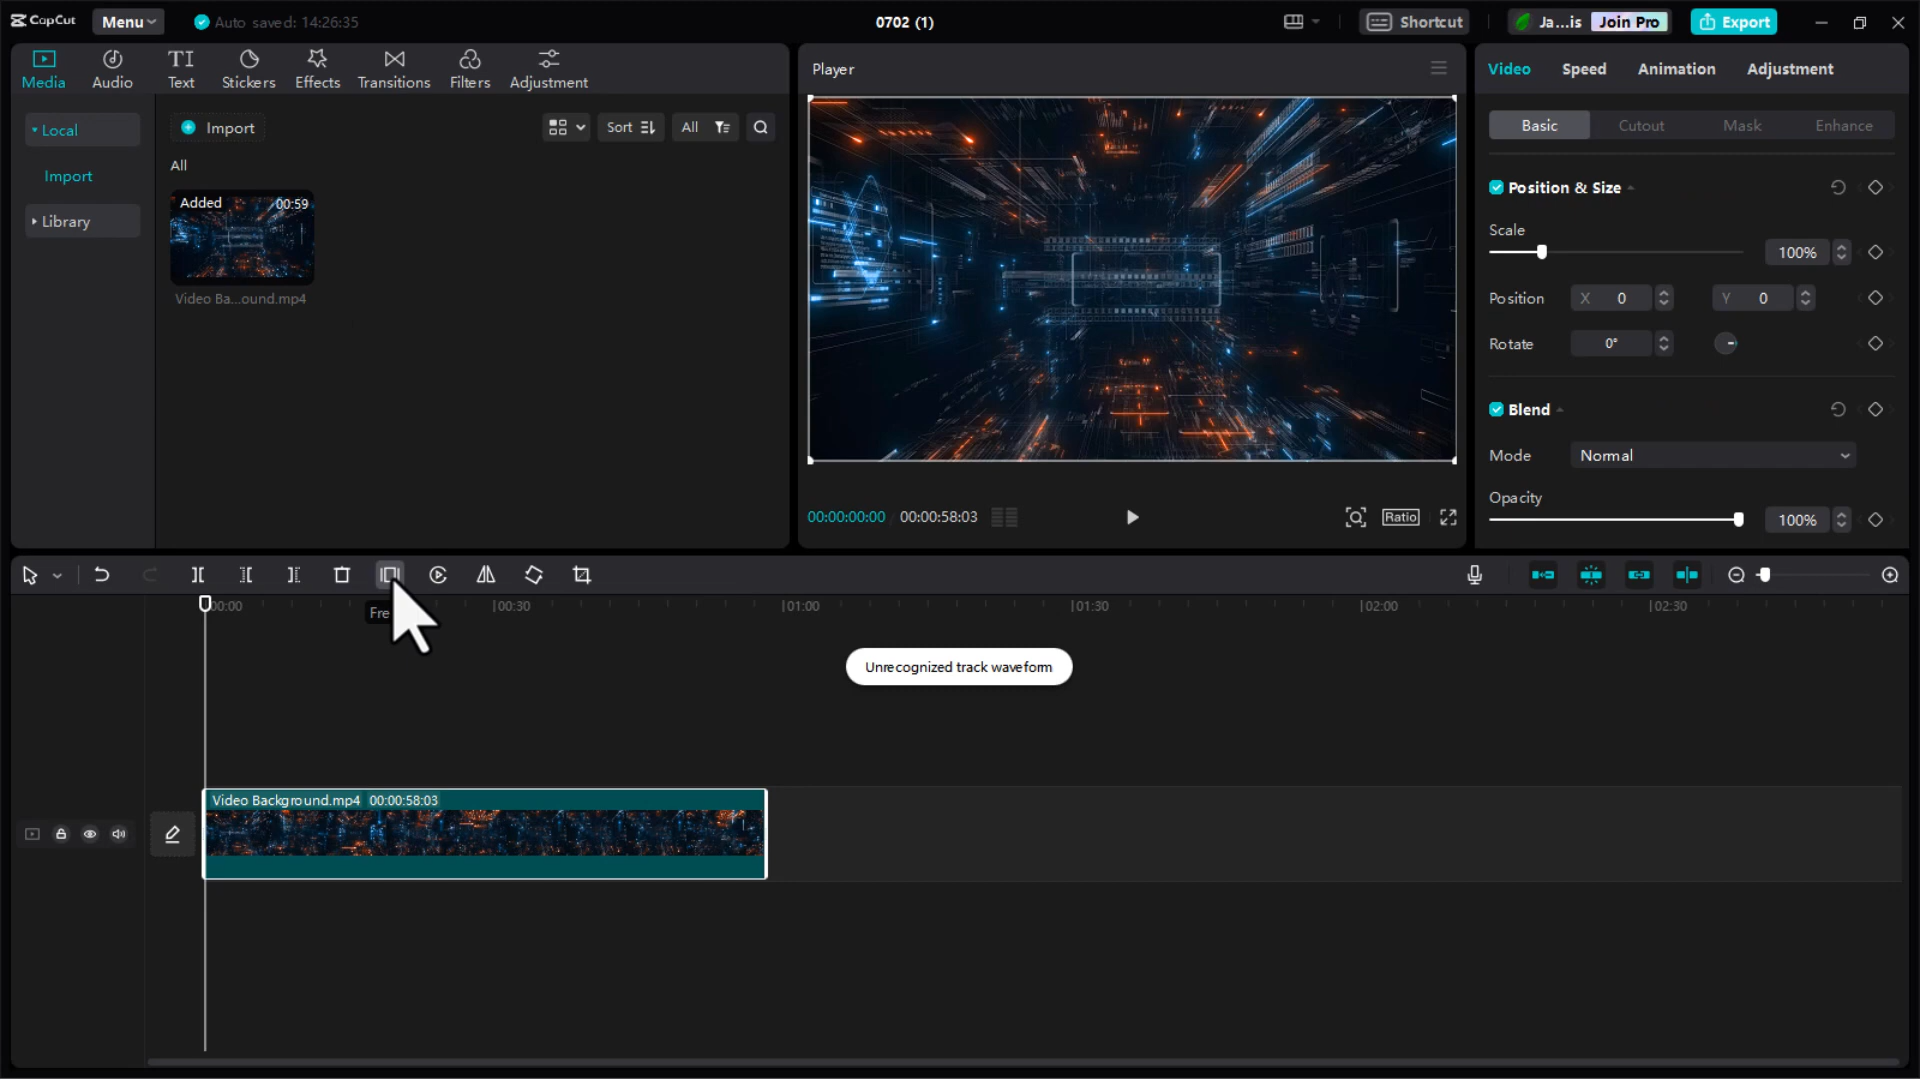 CapCut
Menu
Auto saved: 14:26:35
0702 (1)
Shortcut
Ja...is
Join Pro
Export
Media
Audio
Text
Stickers
Effects
Transitions
Filters
Adjustment
Local
Import
Library
Import
Sort
All
All
Added
00:59
Video Ba...ound.mp4
Player
00:00:00:00
00:00:58:03
Ratio
Video
Speed
Animation
Adjustment
Basic
Cutout
Mask
Enhance
Position & Size
Scale
100%
Position
X 0
Y 0
Rotate
0°
Blend
Mode
Normal
Opacity
100%
Fre
00:00
00:30
01:00
01:30
02:00
02:30
Unrecognized track waveform
Video Background.mp4 00:00:58:03